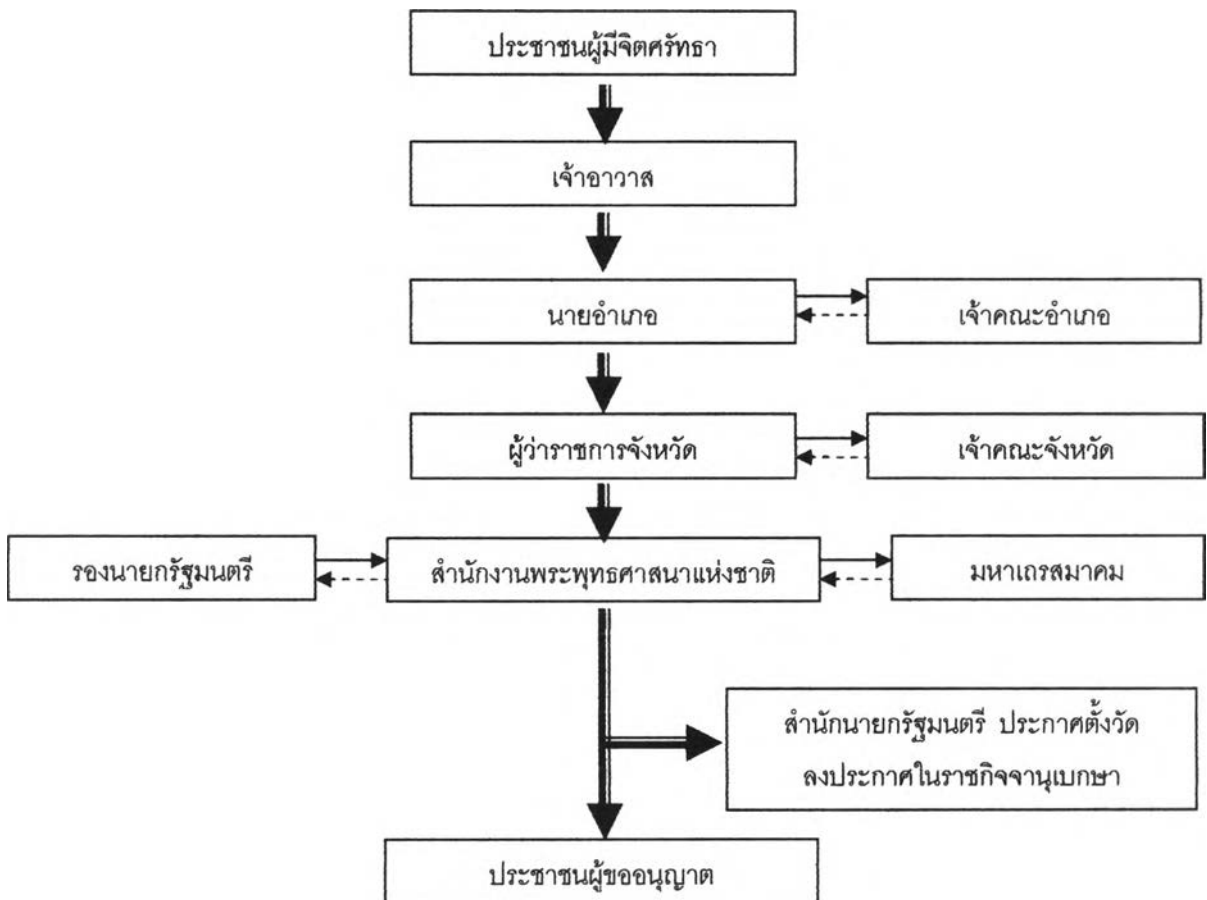 ประชาชนผู้มีจิตศรัทธา
เจ้าอาวาส
นายอำเภอ
เจ้าคณะอำเภอ
ผู้ว่าราชการจังหวัด
เจ้าคณะจังหวัด
รองนายกรัฐมนตรี
สำนักงานพระพุทธศาสนาแห่งชาติ
มหาเถรสมาคม
สำนักนายกรัฐมนตรี ประกาศตั้งวัด
ลงประกาศในราชกิจจานุเบกษา
ประชาชนผู้ขออนุญาต